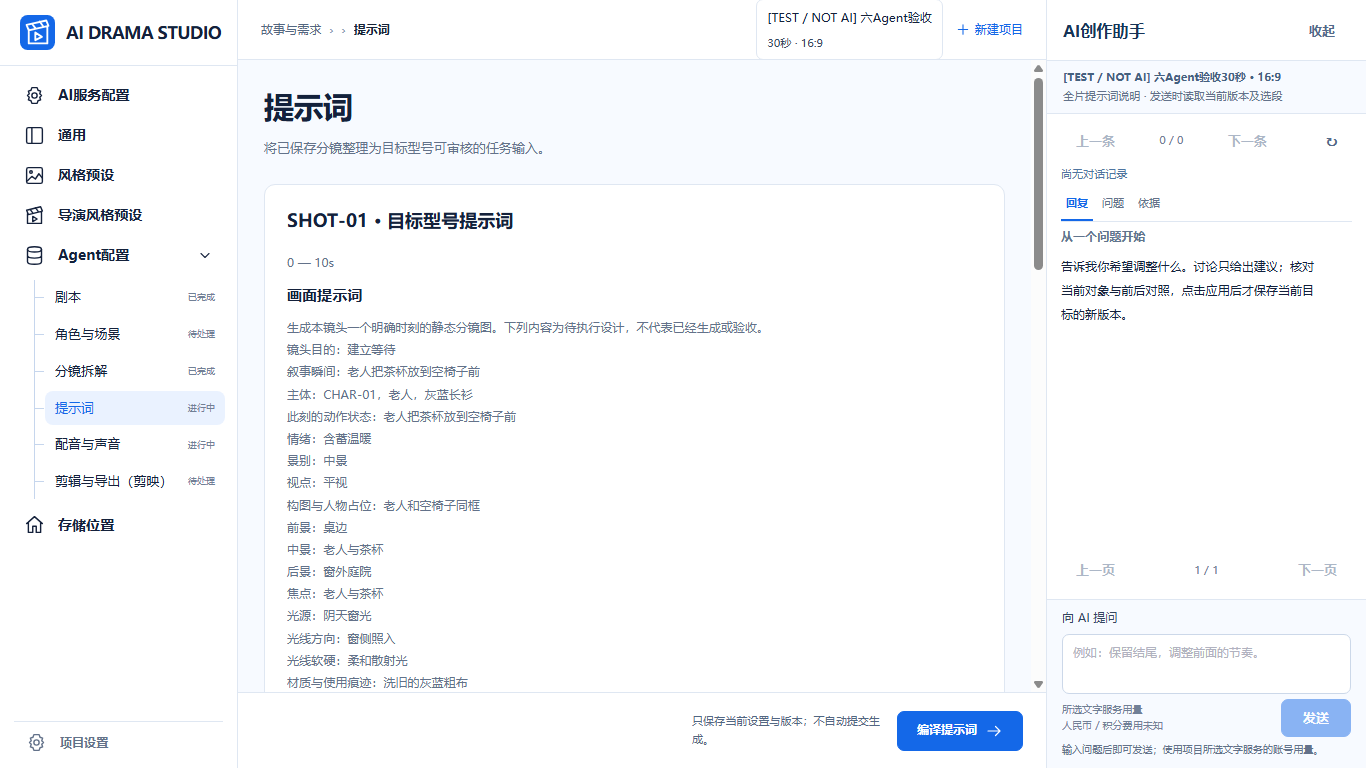 AI DRAMA STUDIO
AI服务配置
通用
风格预设
导演风格预设
Agent配置
剧本 已完成
角色与场景 待处理
分镜拆解 已完成
提示词 进行中
配音与声音 进行中
剪辑与导出（剪映） 待处理
存储位置
项目设置
故事与需求 › › 提示词
[TEST / NOT AI] 六Agent验收
30秒 · 16:9
+ 新建项目
提示词
将已保存分镜整理为目标型号可审核的任务输入。
SHOT-01 • 目标型号提示词
0 — 10s
画面提示词
生成本镜头一个明确时刻的静态分镜图。下列内容为待执行设计，不代表已经生成或验收。
镜头目的：建立等待
叙事瞬间：老人把茶杯放到空椅子前
主体：CHAR-01，老人，灰蓝长衫
此刻的动作状态：老人把茶杯放到空椅子前
情绪：含蓄温暖
景别：中景
视点：平视
构图与人物占位：老人和空椅子同框
前景：桌边
中景：老人与茶杯
后景：窗外庭院
焦点：老人与茶杯
光源：阴天窗光
光线方向：窗侧照入
光线软硬：柔和散射光
材质与使用痕迹：洗旧的灰蓝粗布
只保存当前设置与版本；不自动提交生
成。
编译提示词 →
AI创作助手 收起
[TEST / NOT AI] 六Agent验收30秒 • 16:9
全片提示词说明 · 发送时读取当前版本及选段
上一条 0 / 0 下一条 ↻
尚无对话记录
回复 问题 依据
从一个问题开始
告诉我你希望调整什么。讨论只给出建议；核对
当前对象与前后对照，点击应用后才保存当前目
标的新版本。
上一页 1 / 1 下一页
向 AI 提问
例如：保留结尾，调整前面的节奏。
所选文字服务用量
人民币 / 积分费用未知
发送
输入问题后即可发送；使用项目所选文字服务的账号用量。